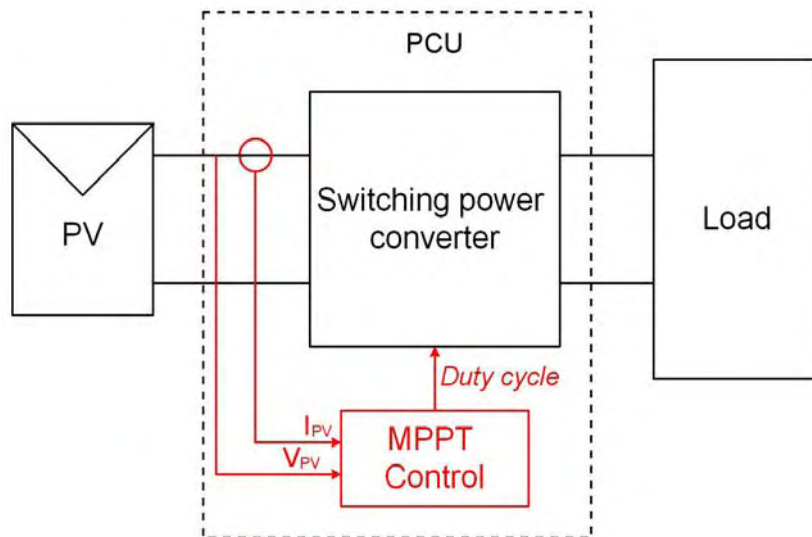 PCU
PV
Switching power
converter
Load
Duty cycle
IPV
VPV
MPPT
Control